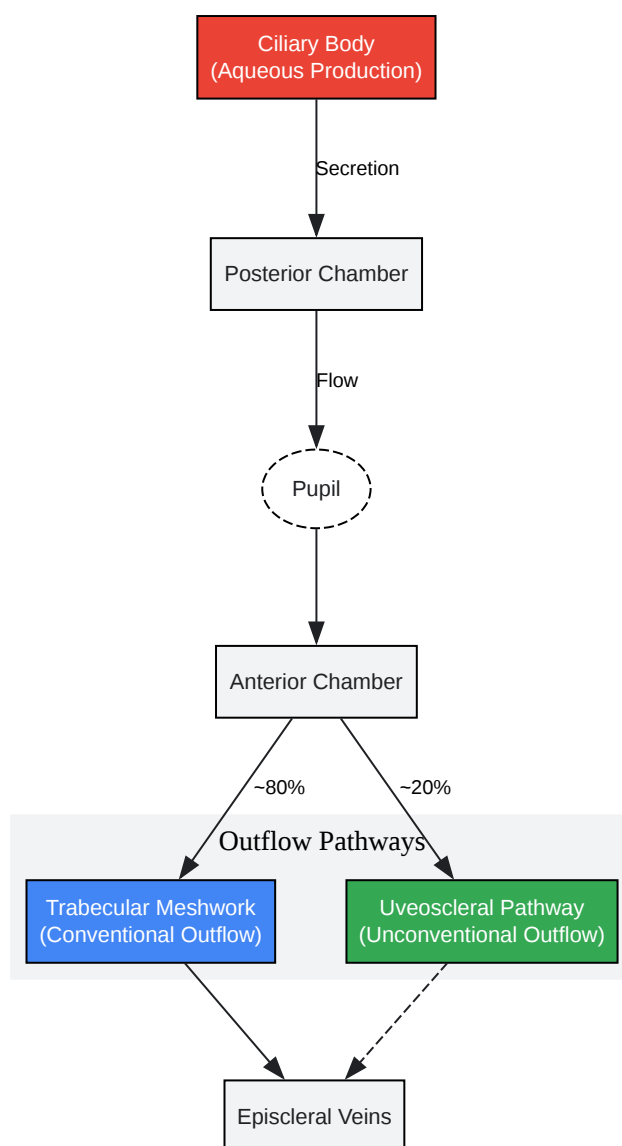 Ciliary Body
(Aqueous Production)
Secretion
Posterior Chamber
Flow
Pupil
Anterior Chamber
~80%
~20%
Outflow Pathways
Trabecular Meshwork
(Conventional Outflow)
Uveoscleral Pathway
(Unconventional Outflow)
Episcleral Veins